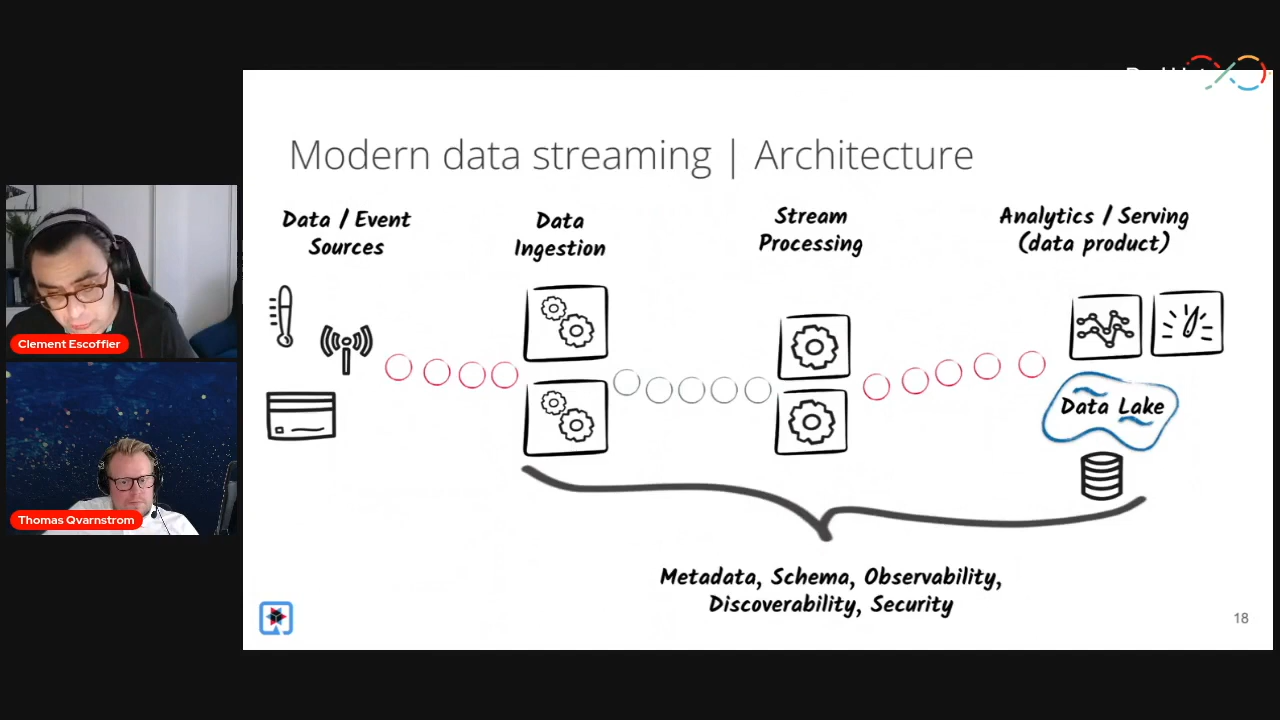 Modern data streaming | Architecture
Data / Event
Sources
Data
Ingestion
Stream
Processing
Analytics / Serving
(data product)
Data Lake
Metadata, Schema, Observability,
Discoverability, Security
18
Clement Escoffier
Thomas Qvarnstrom